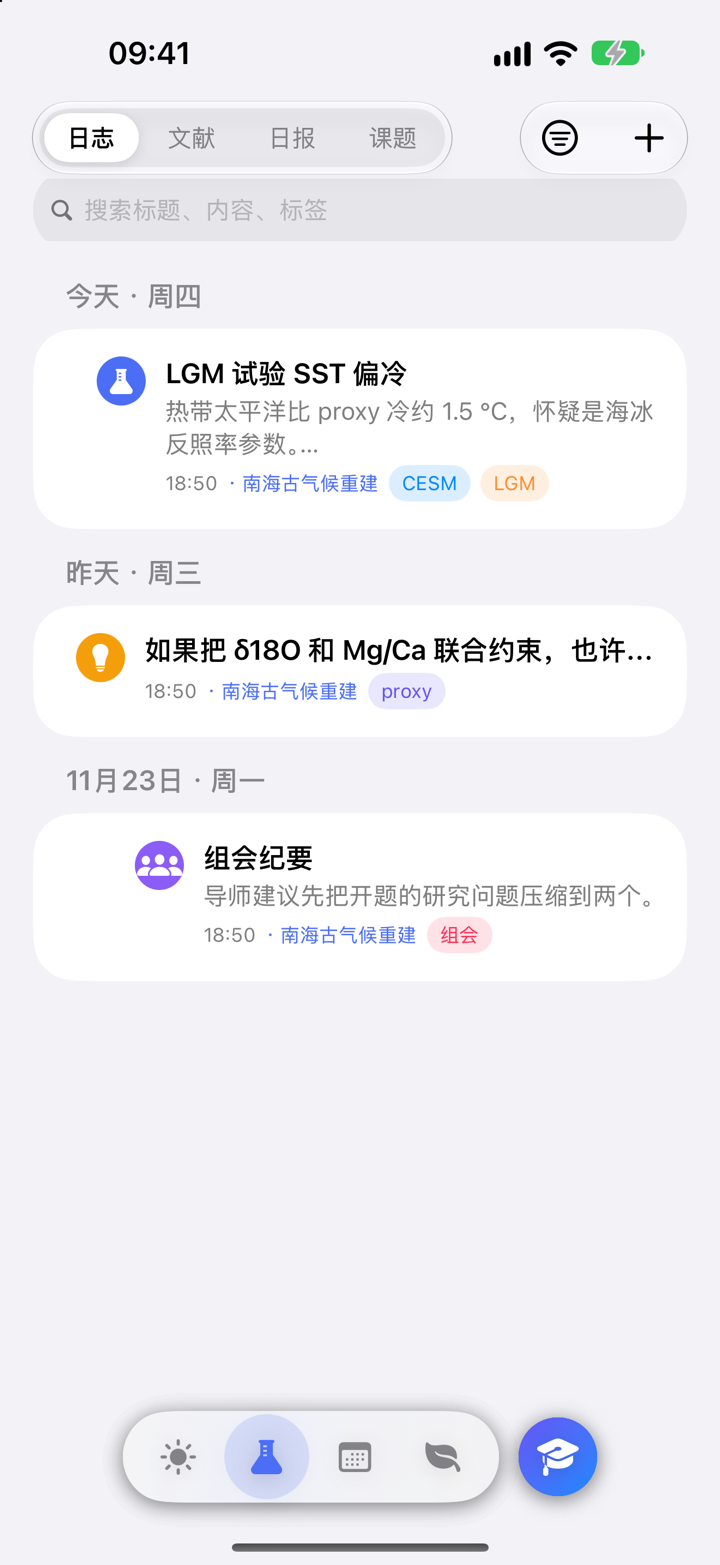 09:41
日志 文献 日报 课题
搜索标题、内容、标签
今天 · 周四
LGM 试验 SST 偏冷
热带太平洋比 proxy 冷约 1.5 °C，怀疑是海冰
反照率参数。...
18:50 · 南海古气候重建 CESM LGM
昨天 · 周三
如果把 δ18O 和 Mg/Ca 联合约束，也许...
18:50 · 南海古气候重建 proxy
11月23日 · 周一
组会纪要
导师建议先把开题的研究问题压缩到两个。
18:50 · 南海古气候重建 组会